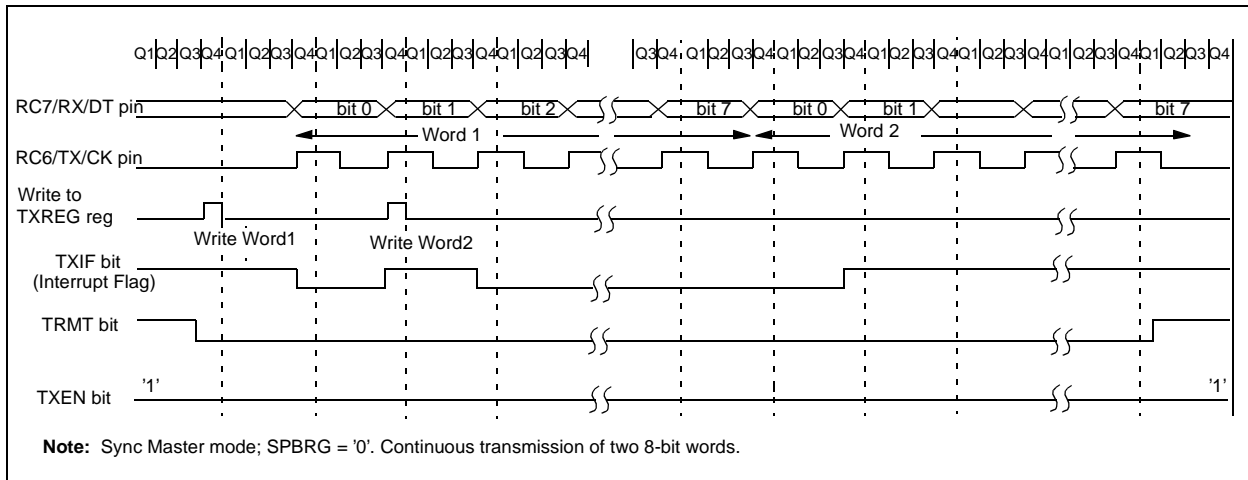 Q1 Q2 Q3 Q4 Q1 Q2 Q3 Q4 Q1 Q2 Q3 Q4 Q1 Q2 Q3 Q4 Q1 Q2 Q3 Q4 Q3 Q4 Q1 Q2 Q3 Q4 Q1 Q2 Q3 Q4 Q1 Q2 Q3 Q4 Q1 Q2 Q3 Q4 Q1 Q2 Q3 Q4 Q1 Q2 Q3 Q4
RC7/RX/DT pin bit 0 bit 1 bit 2 bit 7 bit 0 bit 1 bit 7
Word 1 Word 2
RC6/TX/CK pin
Write to
TXREG reg
Write Word1 Write Word2
TXIF bit
(Interrupt Flag)
TRMT bit
'1' '1'
TXEN bit
Note: Sync Master mode; SPBRG = '0'. Continuous transmission of two 8-bit words.